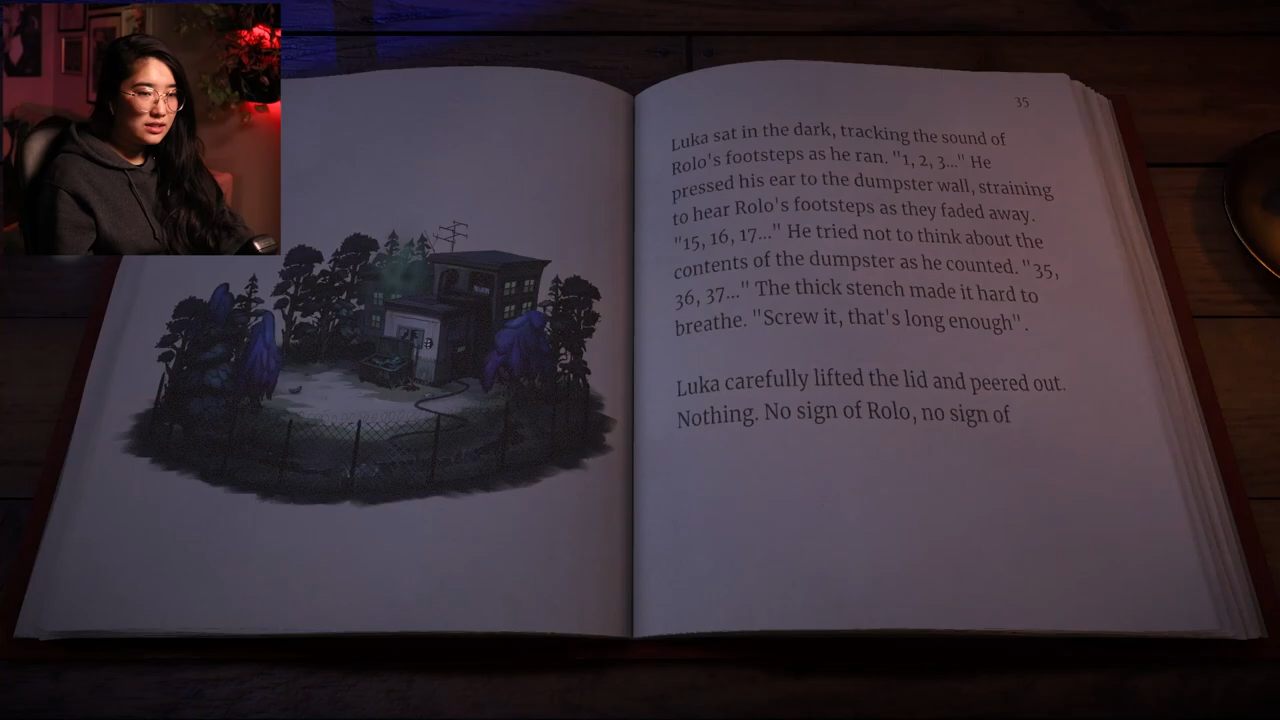 35
Luka sat in the dark, tracking the sound of
Rolo's footsteps as he ran. "1, 2, 3..." He
pressed his ear to the dumpster wall, straining
to hear Rolo's footsteps as they faded away.
"15, 16, 17..." He tried not to think about the
contents of the dumpster as he counted. "35,
36, 37..." The thick stench made it hard to
breathe. "Screw it, that's long enough".
Luka carefully lifted the lid and peered out.
Nothing. No sign of Rolo, no sign of